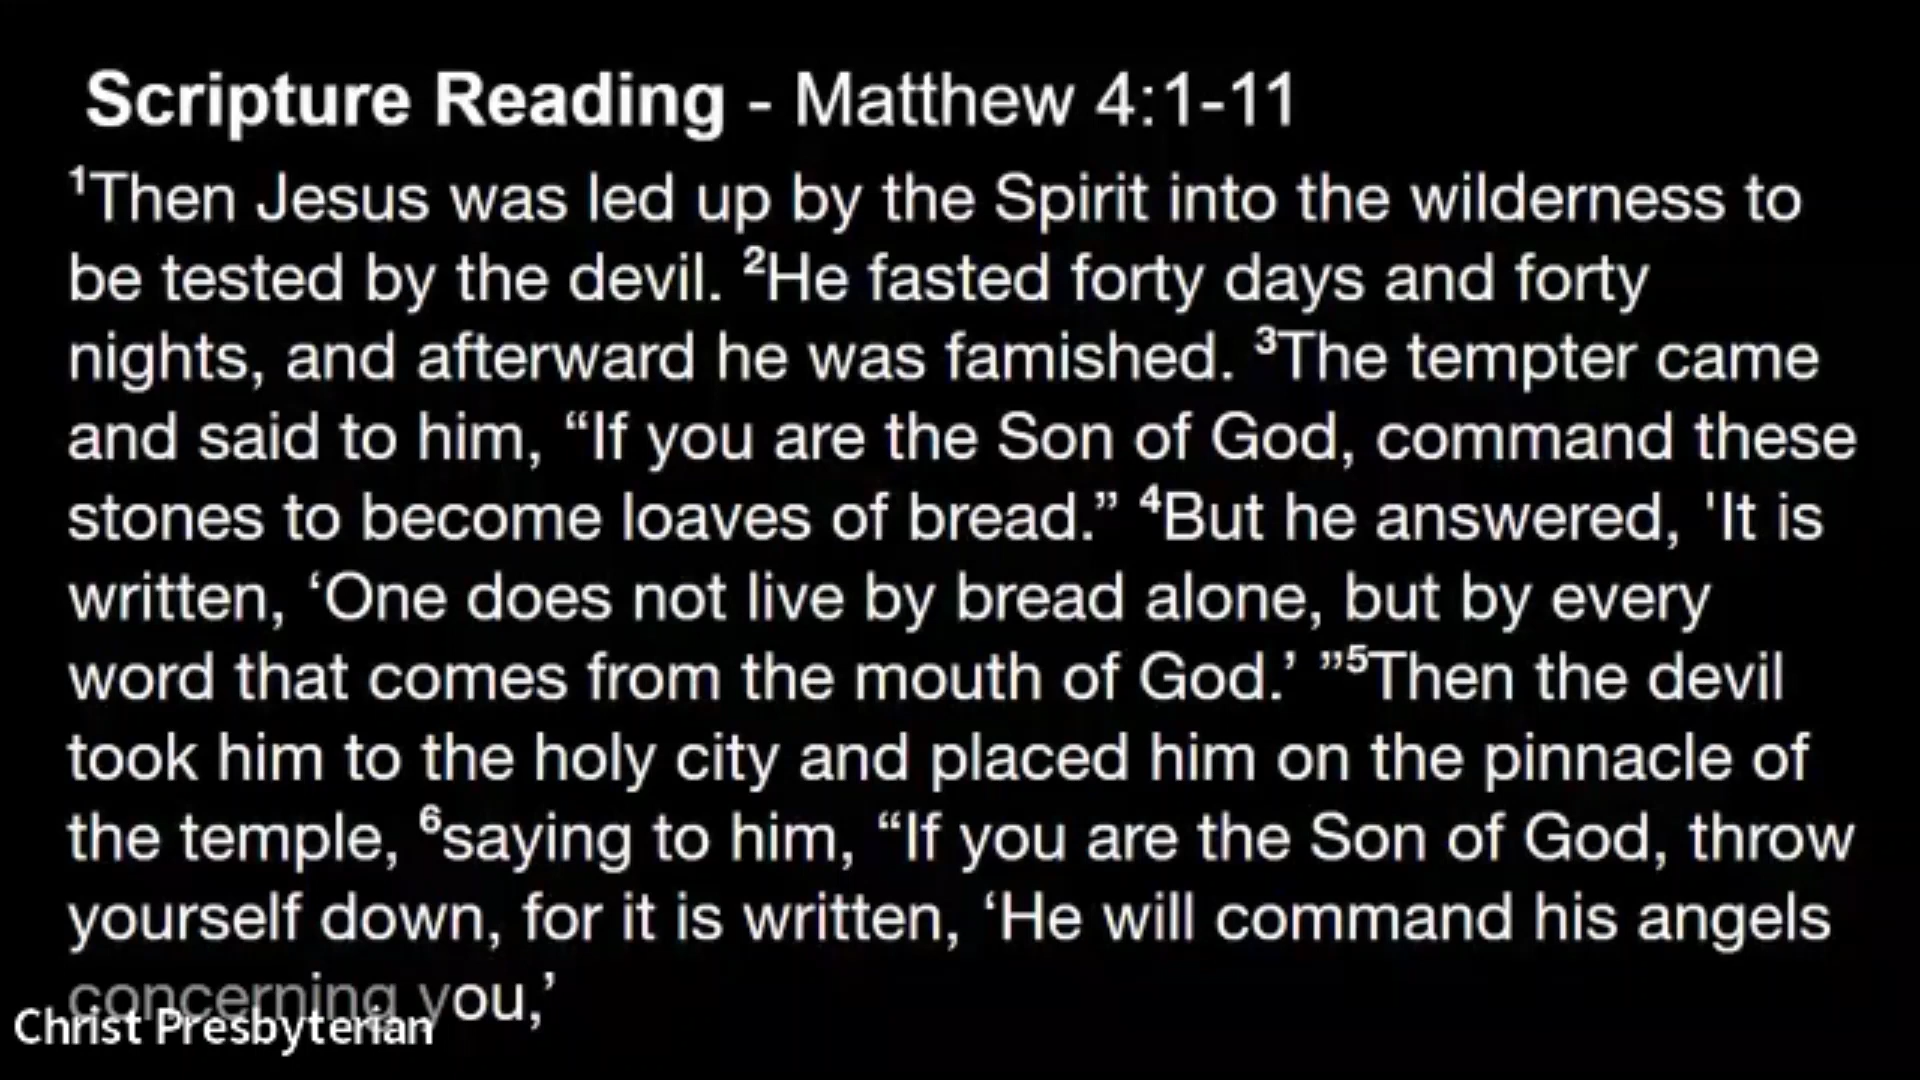 Scripture Reading - Matthew 4:1-11
¹Then Jesus was led up by the Spirit into the wilderness to
be tested by the devil. ²He fasted forty days and forty
nights, and afterward he was famished. ³The tempter came
and said to him, “If you are the Son of God, command these
stones to become loaves of bread.” ⁴But he answered, 'It is
written, ‘One does not live by bread alone, but by every
word that comes from the mouth of God.’ ”⁵Then the devil
took him to the holy city and placed him on the pinnacle of
the temple, ⁶saying to him, “If you are the Son of God, throw
yourself down, for it is written, ‘He will command his angels
concerning you,’
Christ Presbyterian